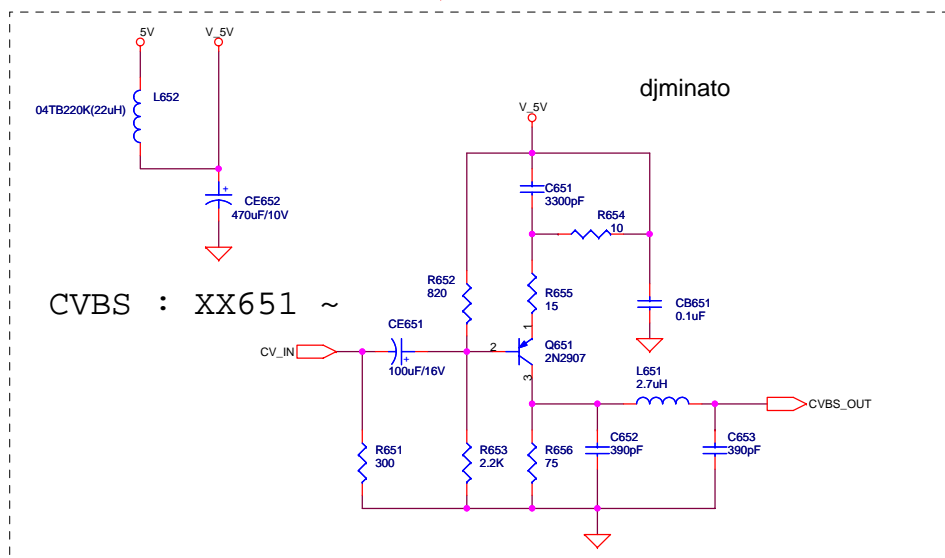 5V
V_5V
L652
04TB220K(22uH)
CE652
470uF/10V
djminato
V_5V
C651
3300pF
R654
10
R652
820
R655
15
CB651
0.1uF
CVBS : XX651 ~
CE651
100uF/16V
CV_IN
1
2
3
Q651
2N2907
L651
2.7uH
CVBS_OUT
R651
300
R653
2.2K
R656
75
C652
390pF
C653
390pF
+
+